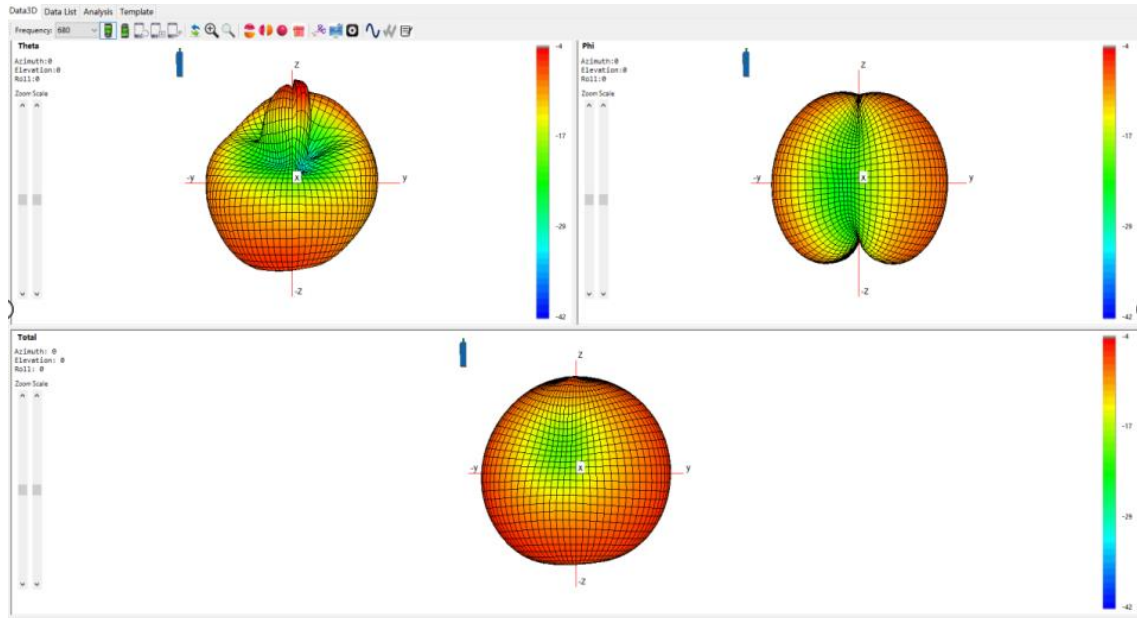 Data3D Data List Analysis Template
Frequency: 680
Theta
Azimuth:0
Elevation:0
Roll:0
Zoom Scale
Z
-y
x
y
-Z
-4
-17
-29
-42
Phi
Azimuth:0
Elevation:0
Roll:0
Zoom Scale
Z
-y
x
y
-Z
-4
-17
-29
-42
Total
Azimuth: 0
Elevation: 0
Roll: 0
Zoom Scale
Z
-y
x
y
-Z
-4
-17
-29
-42